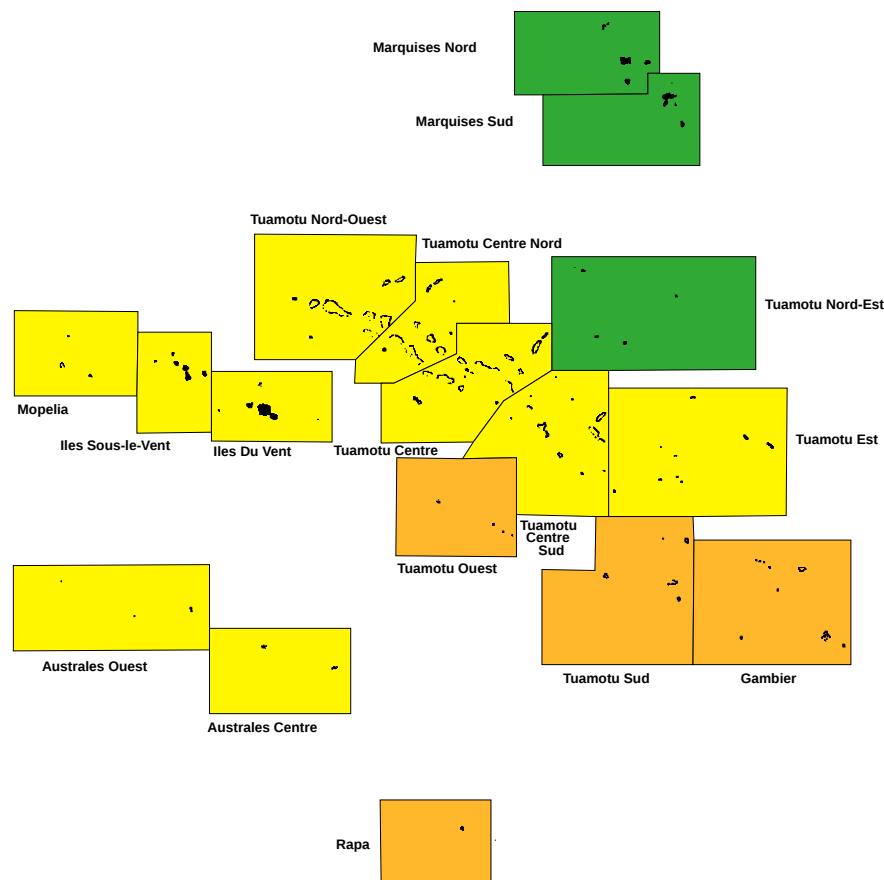 Marquises Nord
Marquises Sud
Tuamotu Nord-Ouest
Tuamotu Centre Nord
Tuamotu Nord-Est
Mopelia
Iles Sous-le-Vent
Iles Du Vent
Tuamotu Centre
Tuamotu Est
Tuamotu
Centre
Sud
Tuamotu Ouest
Australes Ouest
Tuamotu Sud
Gambier
Australes Centre
Rapa